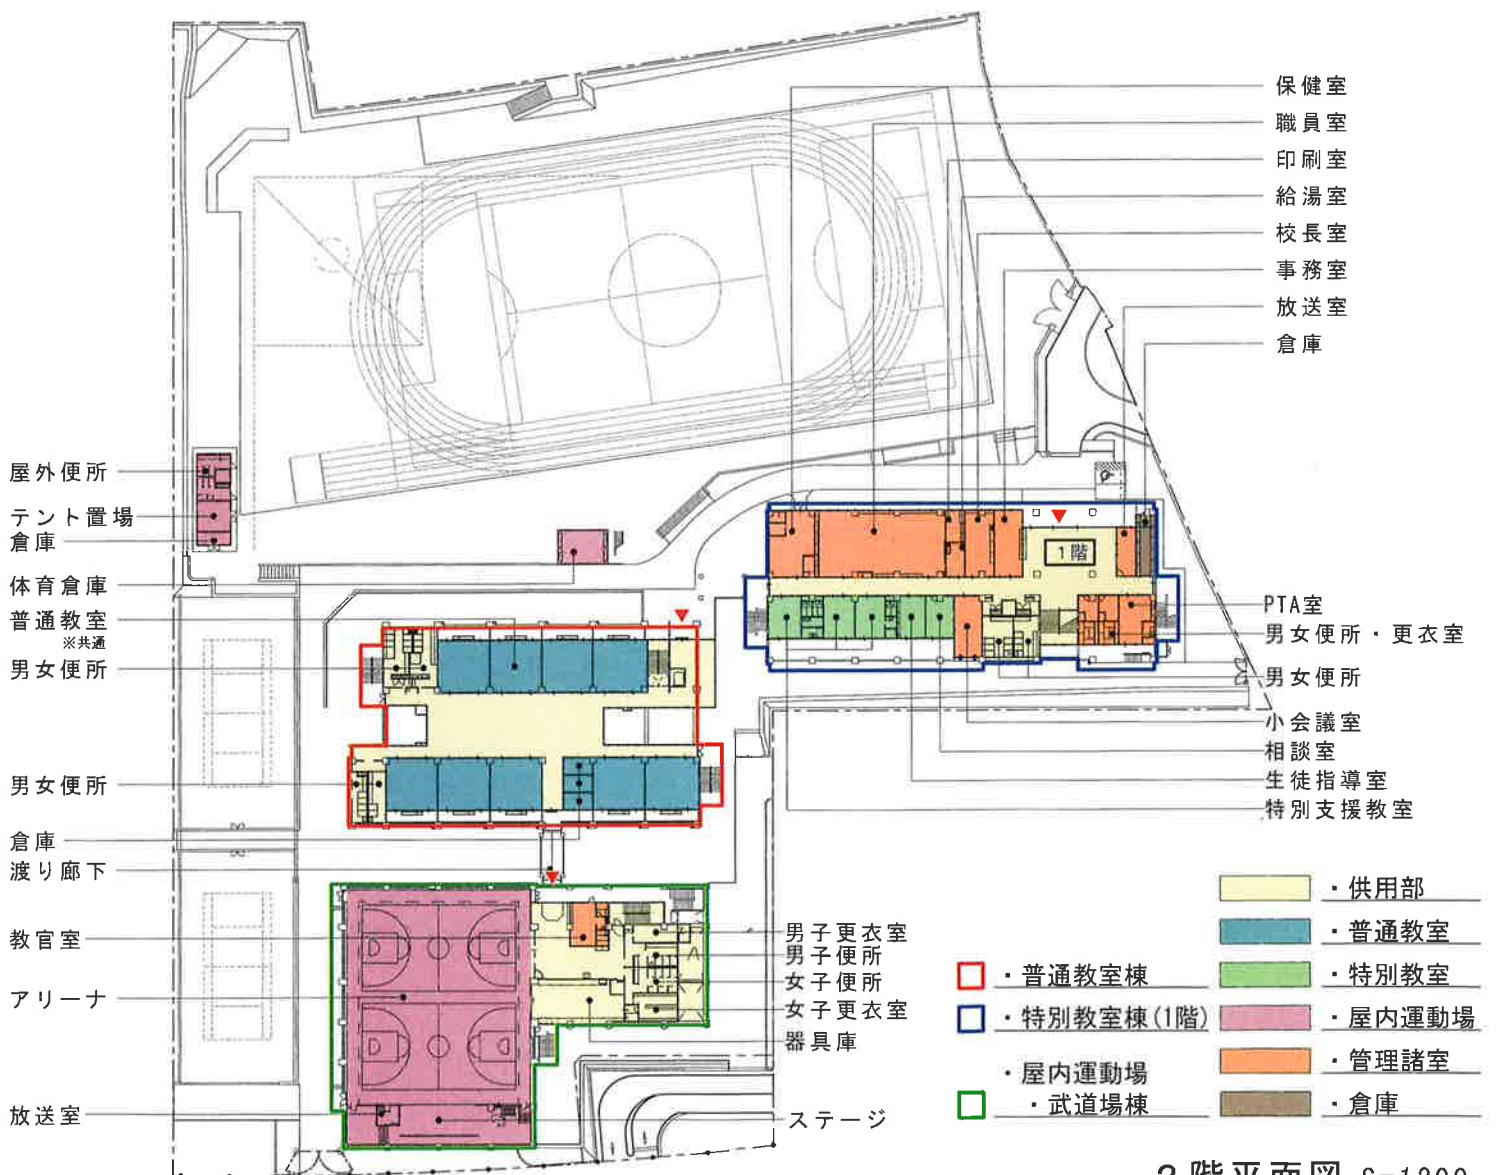 保健室
職員室
印刷室
給湯室
校長室
事務室
放送室
倉庫
1階
屋外便所
テント置場
倉庫
体育倉庫
普通教室
※共通
男女便所
男女便所
倉庫
渡り廊下
教官室
アリーナ
放送室
PTA室
男女便所・更衣室
男女便所
小会議室
相談室
生徒指導室
特別支援教室
男子更衣室
男子便所
女子便所
女子更衣室
器具庫
ステージ
・普通教室棟
・特別教室棟(1階)
・屋内運動場
・武道場棟
・供用部
・普通教室
・特別教室
・屋内運動場
・管理諸室
・倉庫